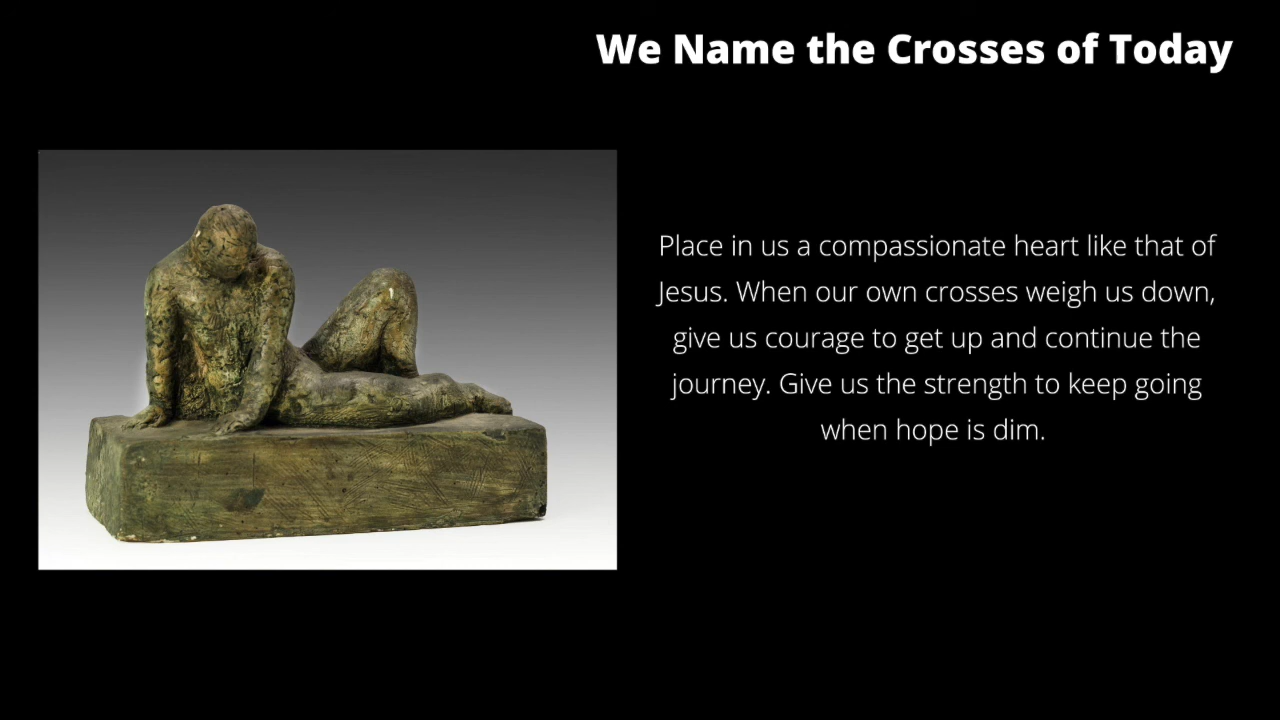 We Name the Crosses of Today
Place in us a compassionate heart like that of
Jesus. When our own crosses weigh us down,
give us courage to get up and continue the
journey. Give us the strength to keep going
when hope is dim.